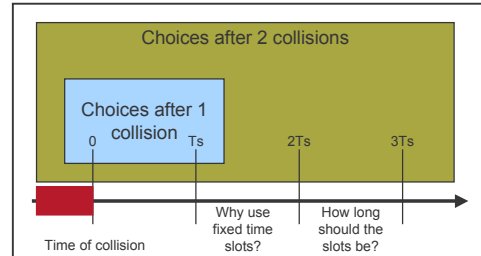 Choices after 2 collisions
Choices after 1
collision
0 Ts 2Ts 3Ts
Why use
fixed time
slots?
How long
should the
slots be?
Time of collision